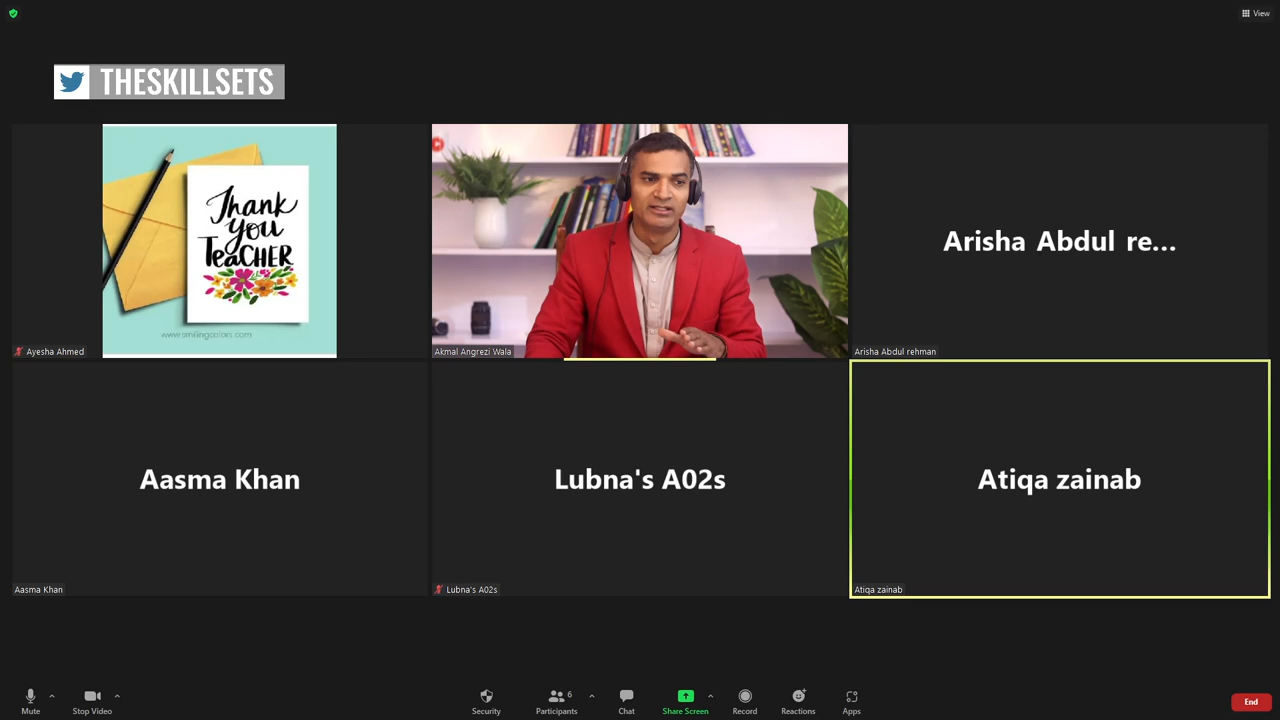 View
THESKILLSETS
Thank
you
TeacHER
www.smilingcolors.com
Ayesha Ahmed
Akmal Angrezi Wala
Arisha Abdul re...
Arisha Abdul rehman
Aasma Khan
Aasma Khan
Lubna's A02s
Lubna's A02s
Atiqa zainab
Atiqa zainab
Mute
Stop Video
Security
Participants
6
Chat
Share Screen
Record
Reactions
Apps
End